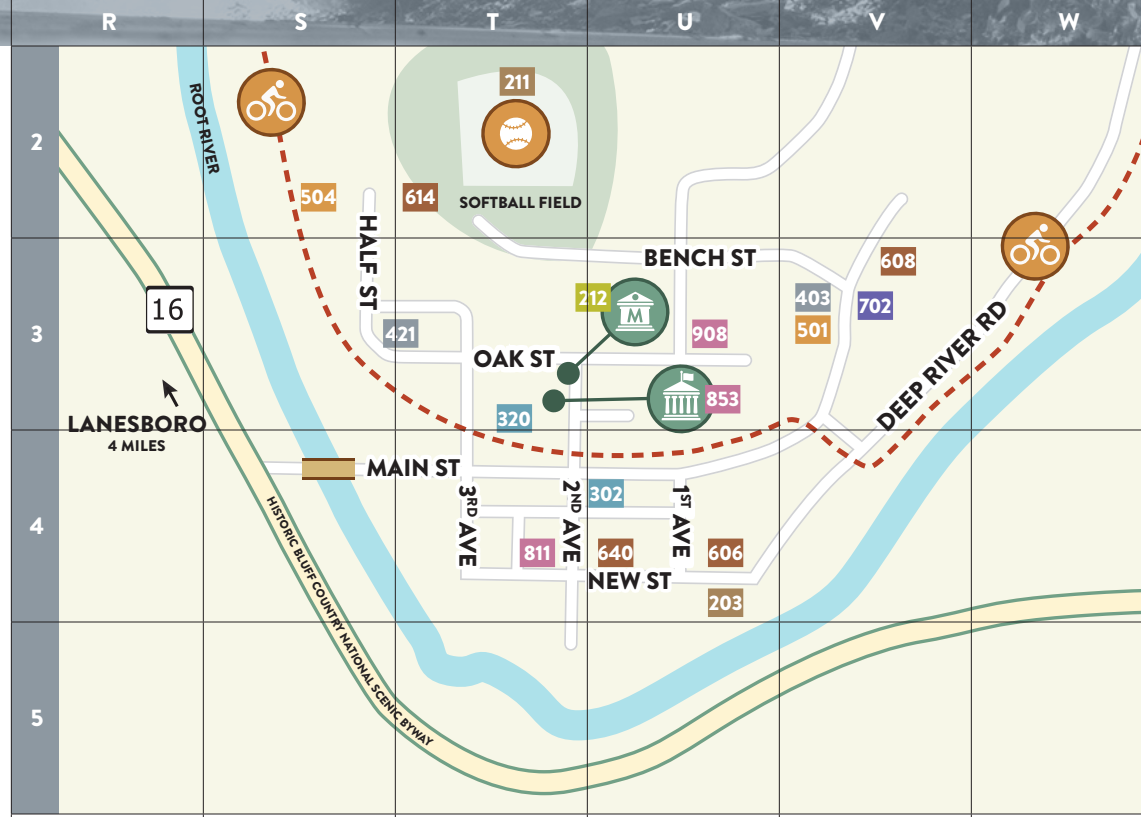 R S T U V W
2
211
ROOT RIVER
504
614
SOFTBALL FIELD
HALF ST
BENCH ST
608
212
M
403
702
16
3
501
421
908
OAK ST
DEEP RIVER RD
853
320
LANESBORO
4 MILES
MAIN ST
3RD AVE
2ND AVE
302
1ST AVE
4
811
640
606
NEW ST
203
HISTORIC BLUFF COUNTRY NATIONAL SCENIC BYWAY
5